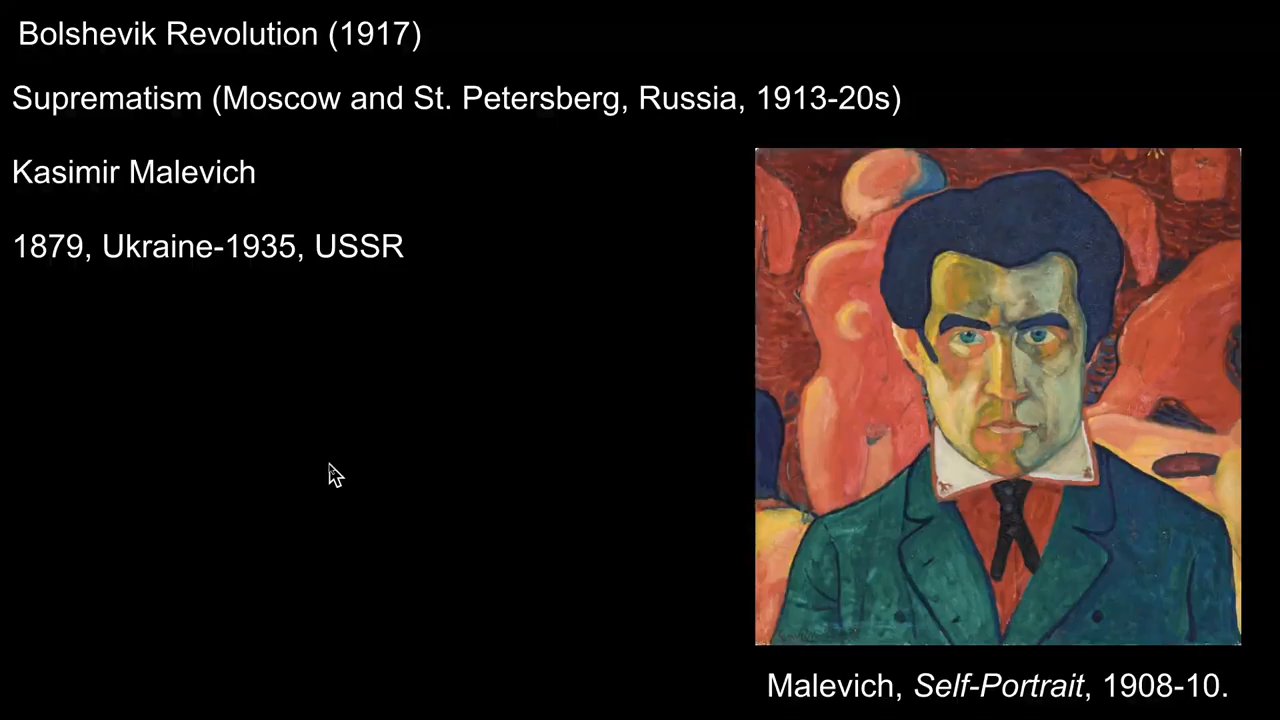 Bolshevik Revolution (1917)
Suprematism (Moscow and St. Petersberg, Russia, 1913-20s)
Kasimir Malevich
1879, Ukraine-1935, USSR
Malevich, Self-Portrait, 1908-10.